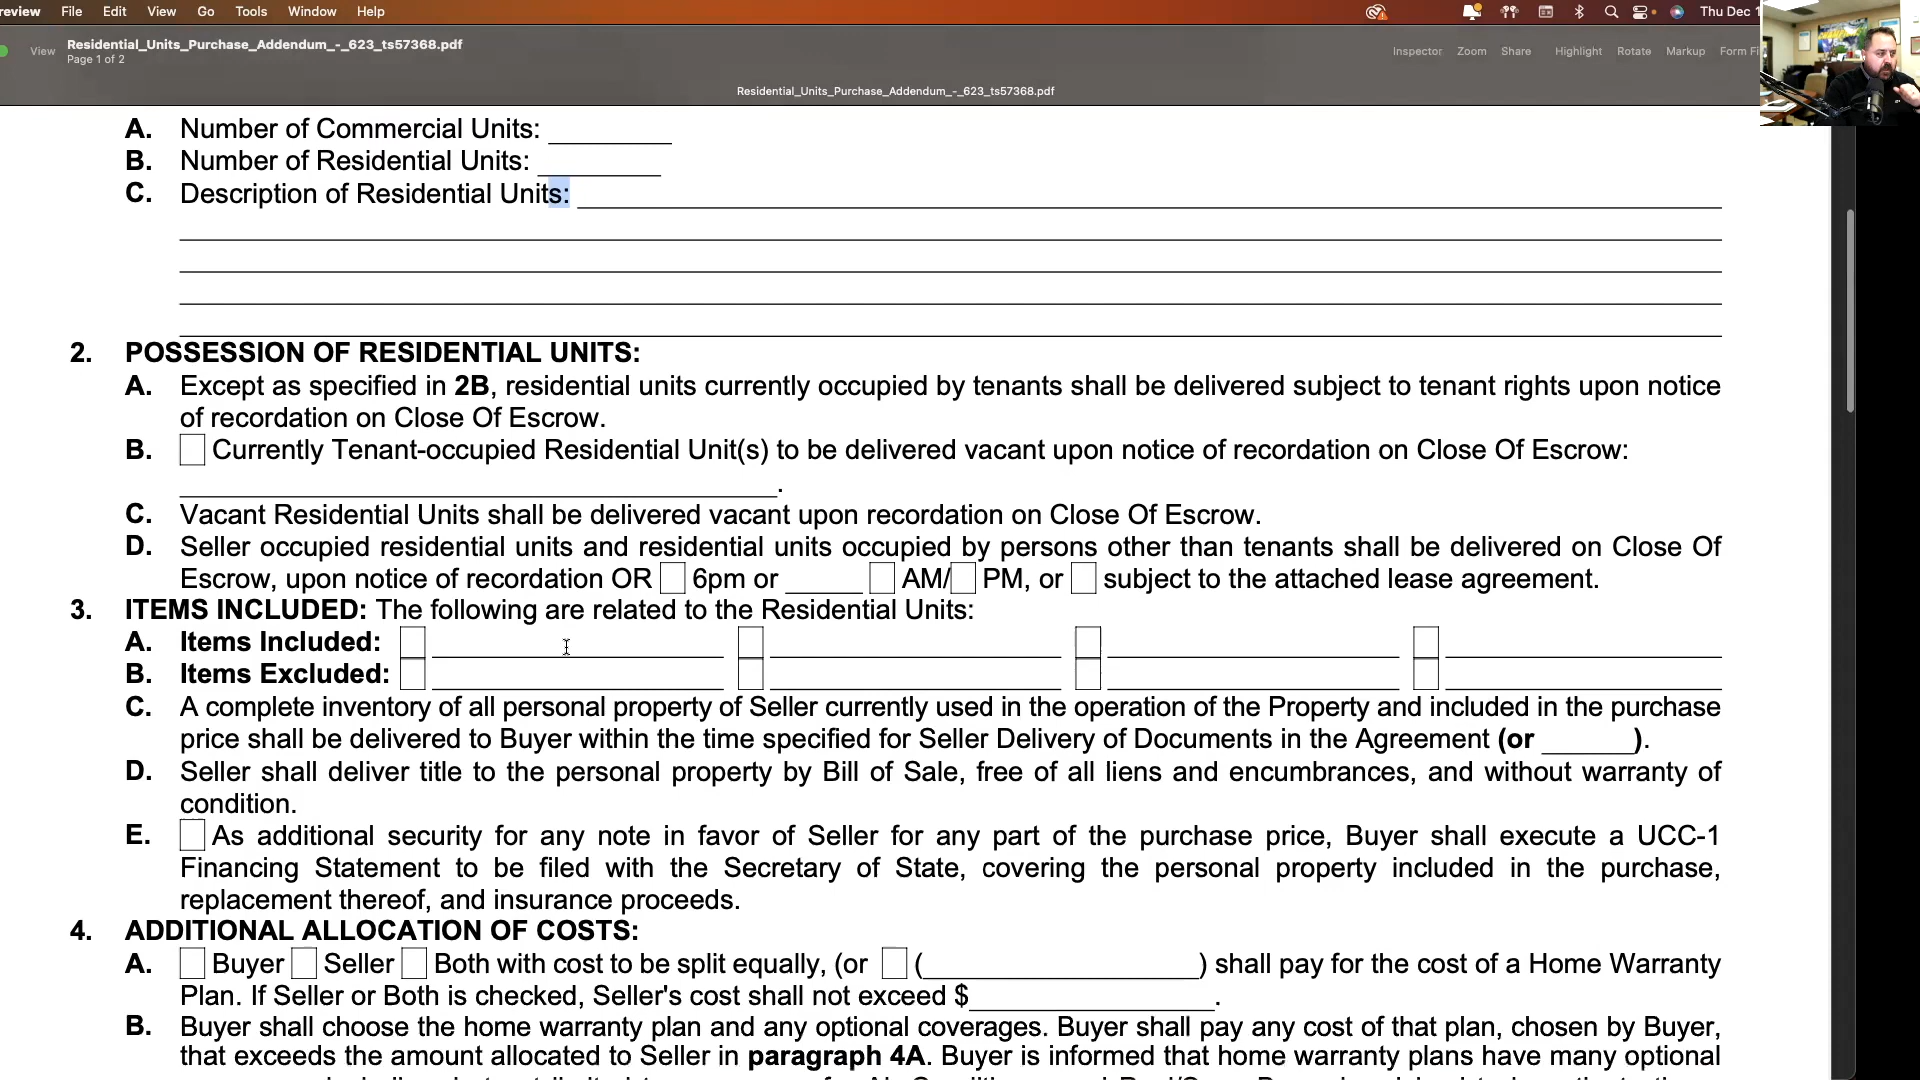 review File Edit View Go Tools Window Help Thu Dec 1
View Residential_Units_Purchase_Addendum_-_623_ts57368.pdf Inspector Zoom Share Highlight Rotate Markup Form Fi
Page 1 of 2
Residential_Units_Purchase_Addendum_-_623_ts57368.pdf
A. Number of Commercial Units: ________
B. Number of Residential Units: ________
C. Description of Residential Units: ________
2. POSSESSION OF RESIDENTIAL UNITS:
A. Except as specified in 2B, residential units currently occupied by tenants shall be delivered subject to tenant rights upon notice
of recordation on Close Of Escrow.
B. Currently Tenant-occupied Residential Unit(s) to be delivered vacant upon notice of recordation on Close Of Escrow:
________.
C. Vacant Residential Units shall be delivered vacant upon recordation on Close Of Escrow.
D. Seller occupied residential units and residential units occupied by persons other than tenants shall be delivered on Close Of
Escrow, upon notice of recordation OR 6pm or _____ AM/ PM, or subject to the attached lease agreement.
3. ITEMS INCLUDED: The following are related to the Residential Units:
A. Items Included:
B. Items Excluded:
C. A complete inventory of all personal property of Seller currently used in the operation of the Property and included in the purchase
price shall be delivered to Buyer within the time specified for Seller Delivery of Documents in the Agreement (or ______).
D. Seller shall deliver title to the personal property by Bill of Sale, free of all liens and encumbrances, and without warranty of
condition.
E. As additional security for any note in favor of Seller for any part of the purchase price, Buyer shall execute a UCC-1
Financing Statement to be filed with the Secretary of State, covering the personal property included in the purchase,
replacement thereof, and insurance proceeds.
4. ADDITIONAL ALLOCATION OF COSTS:
A. Buyer Seller Both with cost to be split equally, (or (________) shall pay for the cost of a Home Warranty
Plan. If Seller or Both is checked, Seller's cost shall not exceed $________.
B. Buyer shall choose the home warranty plan and any optional coverages. Buyer shall pay any cost of that plan, chosen by Buyer,
that exceeds the amount allocated to Seller in paragraph 4A. Buyer is informed that home warranty plans have many optional